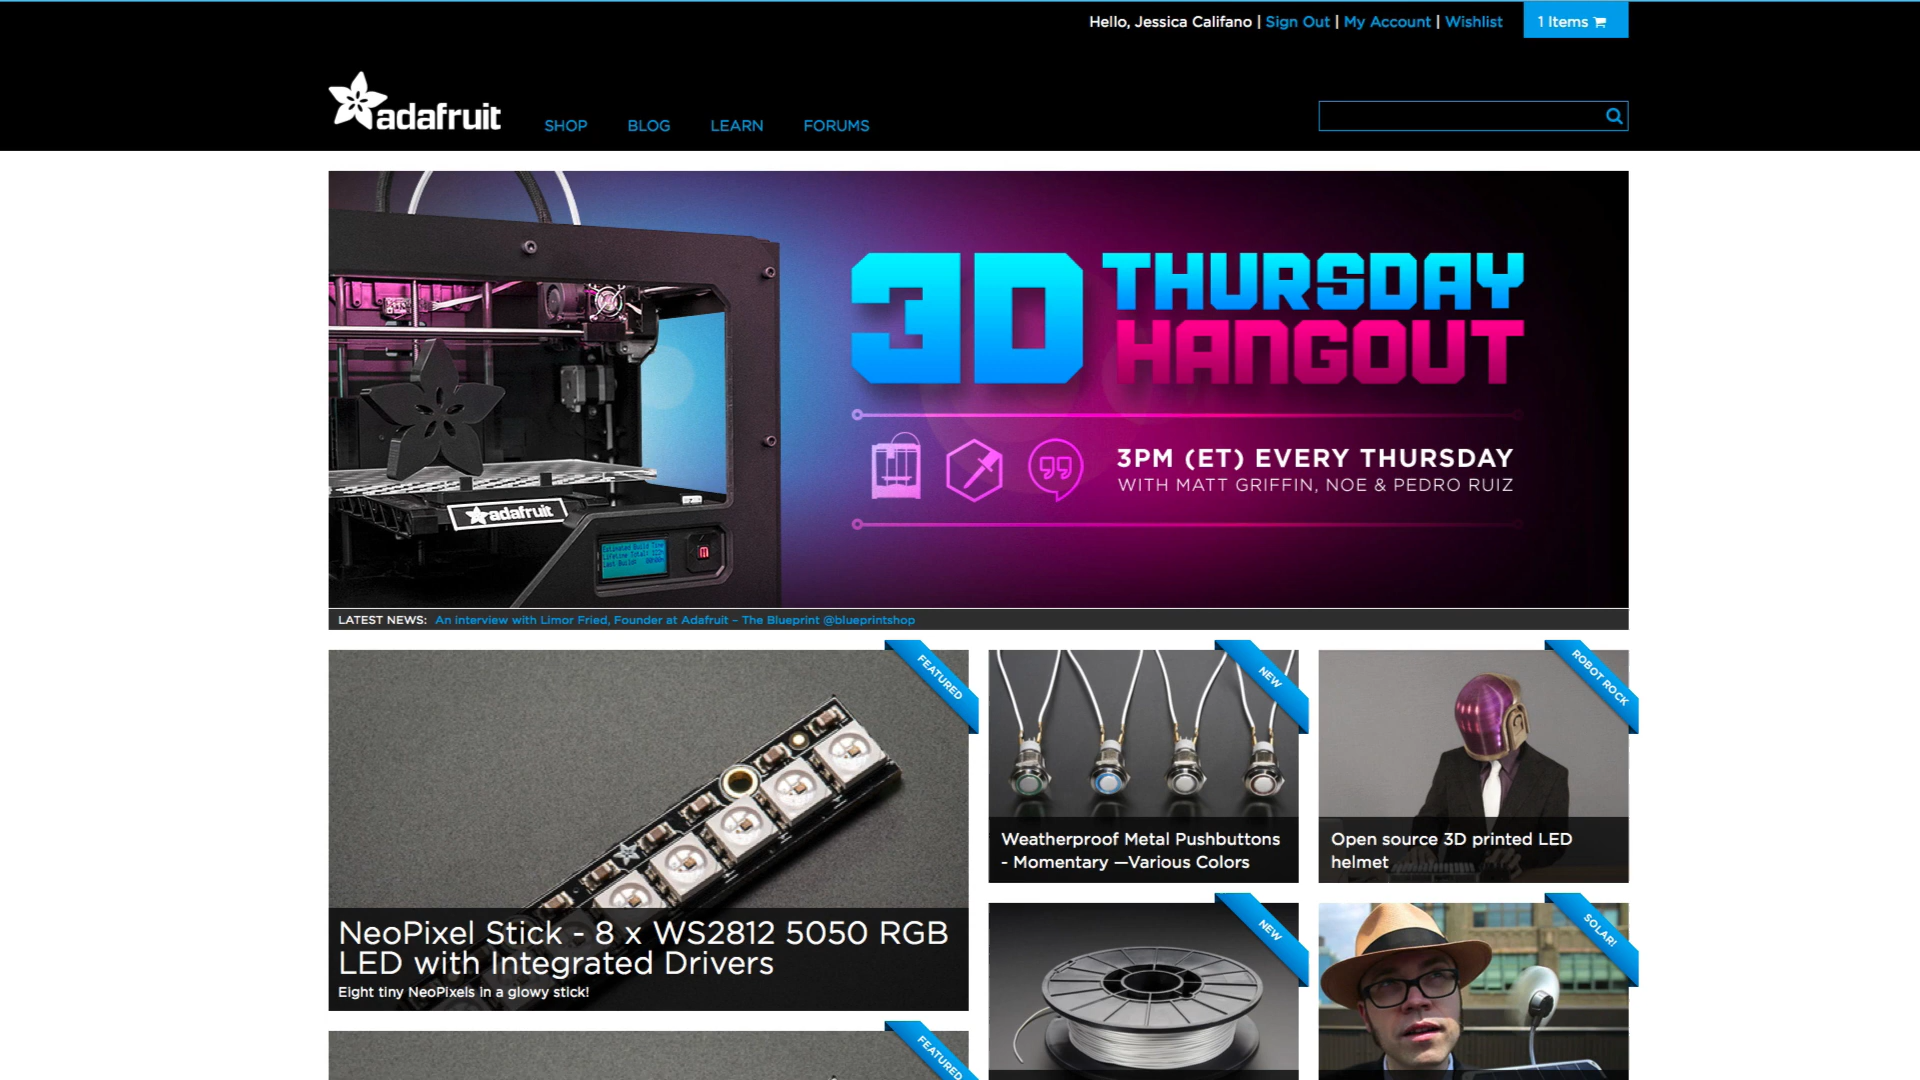 Hello, Jessica Califano | Sign Out | My Account | Wishlist
1 Items
adafruit
SHOP
BLOG
LEARN
FORUMS
3D THURSDAY
HANGOUT
3PM (ET) EVERY THURSDAY
WITH MATT GRIFFIN, NOE & PEDRO RUIZ
adafruit
LATEST NEWS: An interview with Limor Fried, Founder at Adafruit – The Blueprint @blueprintshop
FEATURED
NEW
ROBOT ROCK
Weatherproof Metal Pushbuttons
- Momentary —Various Colors
Open source 3D printed LED
helmet
NeoPixel Stick - 8 x WS2812 5050 RGB
LED with Integrated Drivers
Eight tiny NeoPixels in a glowy stick!
NEW
SOLAR!
FEATURED